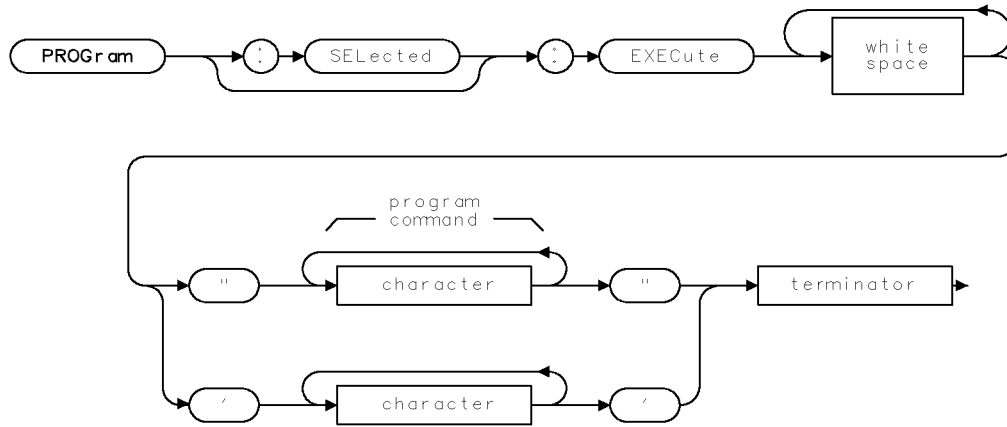 PROGram : SELected : EXECute white
space
program
command
" character " terminator
' character '